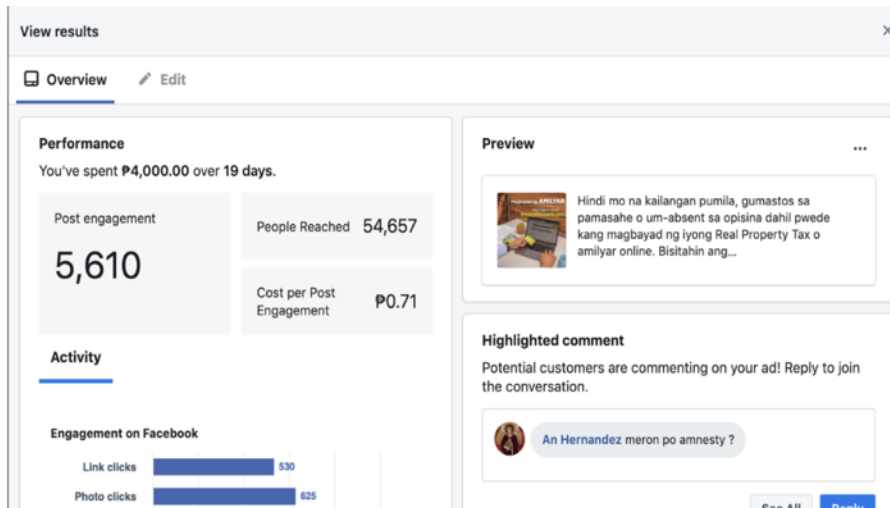 View results
×
Overview
Edit
Performance
You've spent ₱4,000.00 over 19 days.
Post engagement
5,610
People Reached 54,657
Cost per Post
Engagement
₱0.71
Activity
Engagement on Facebook
Link clicks 530
Photo clicks 625
Preview
...
AMILYAR
Hindi mo na kailangan pumila, gumastos sa
pamasahe o um-absent sa opisina dahil pwede
kang magbayad ng iyong Real Property Tax o
amilyar online. Bisitahin ang...
Highlighted comment
Potential customers are commenting on your ad! Reply to join
the conversation.
An Hernandez meron po amnesty ?
See All
Reply